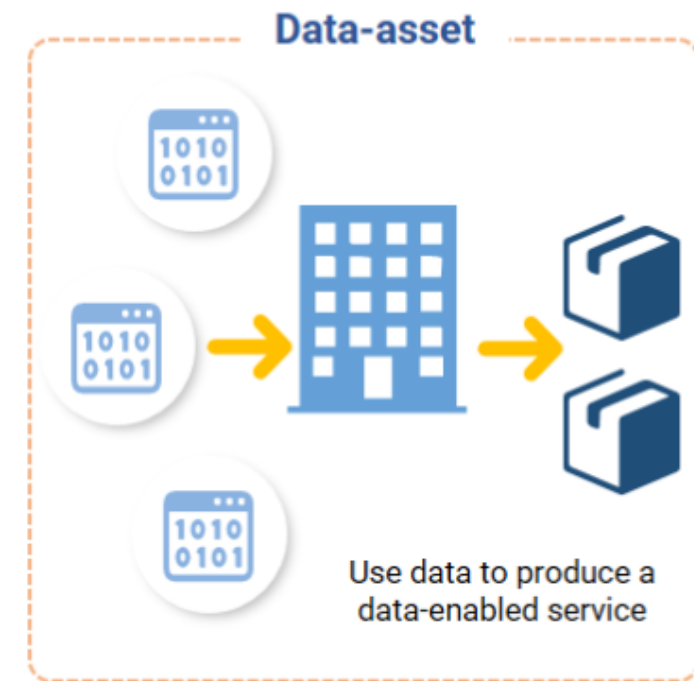 Data-asset
1010
0101
1010
0101
1010
0101
Use data to produce a
data-enabled service